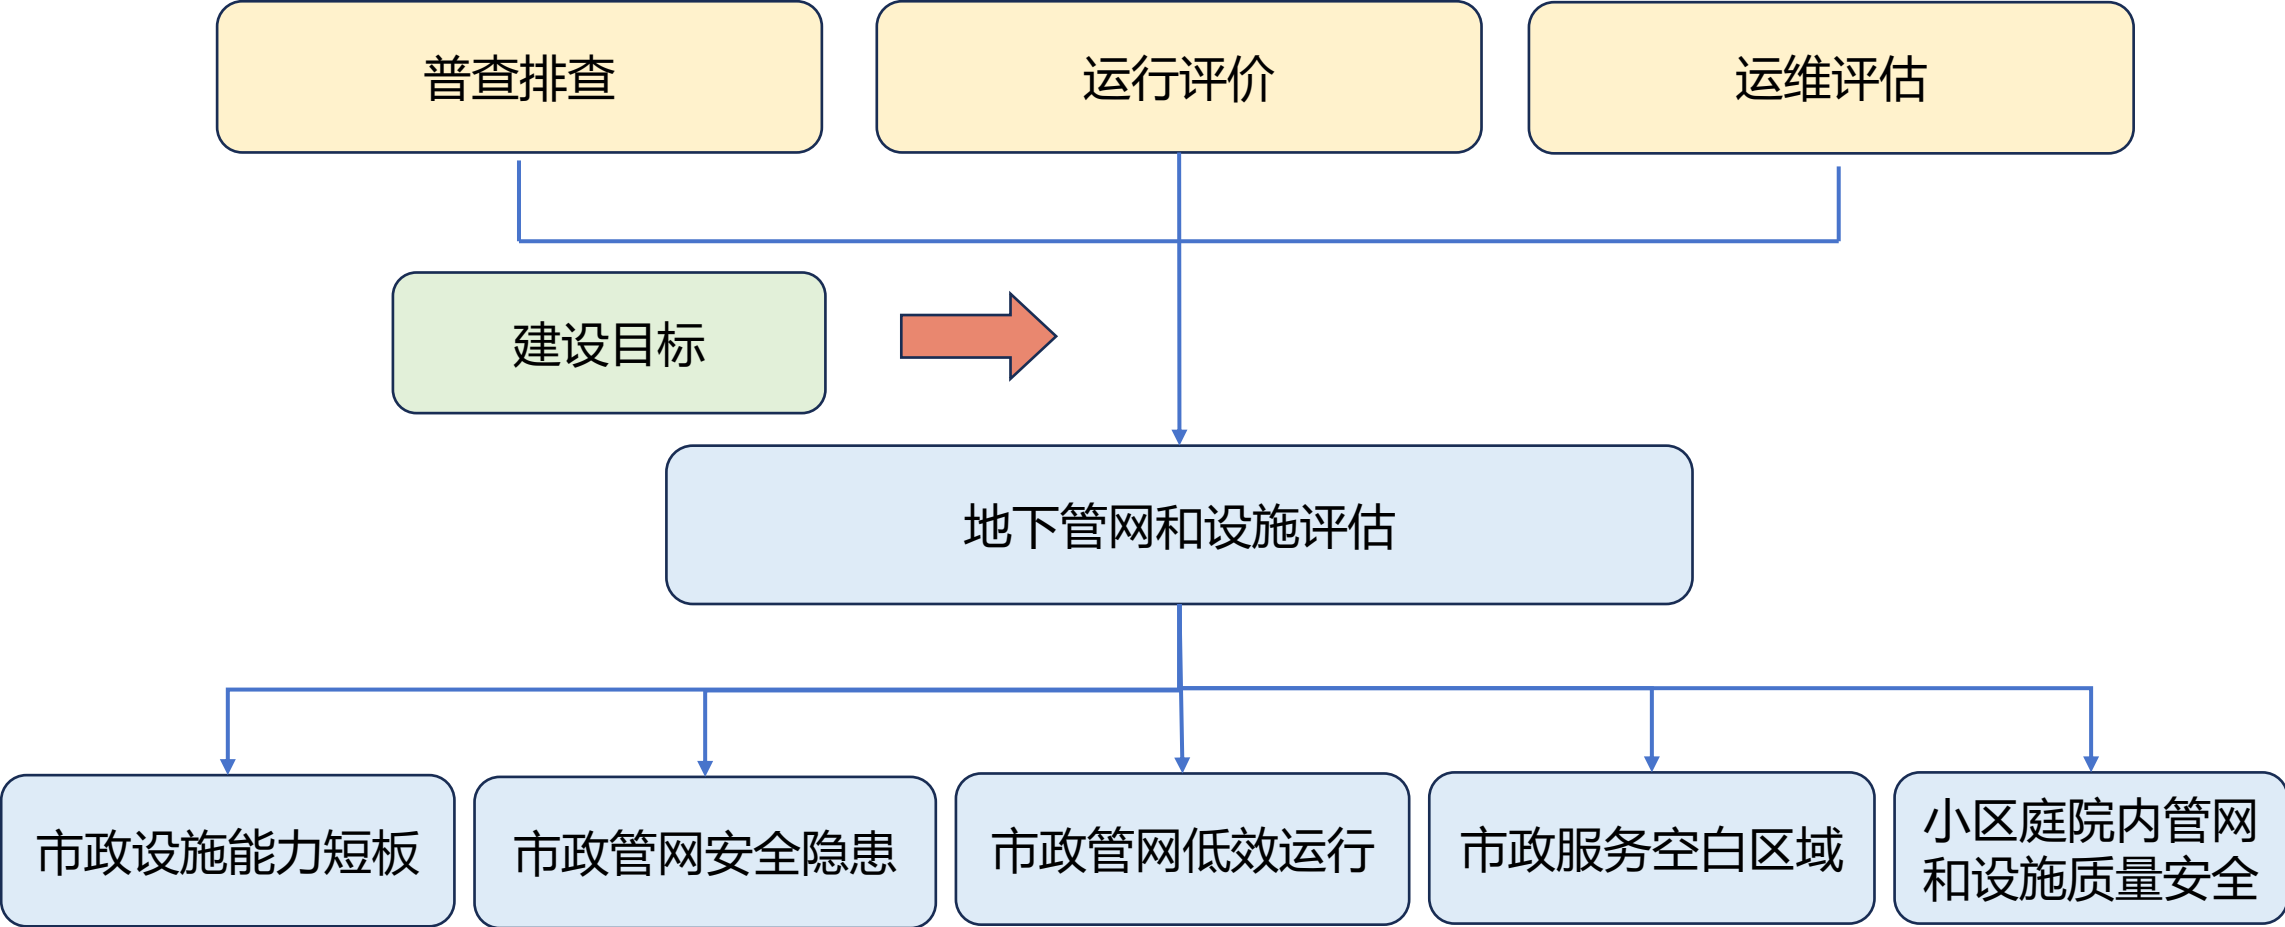 普查排查
运行评价
运维评估
建设目标
地下管网和设施评估
市政设施能力短板
市政管网安全隐患
市政管网低效运行
市政服务空白区域
小区庭院内管网
和设施质量安全